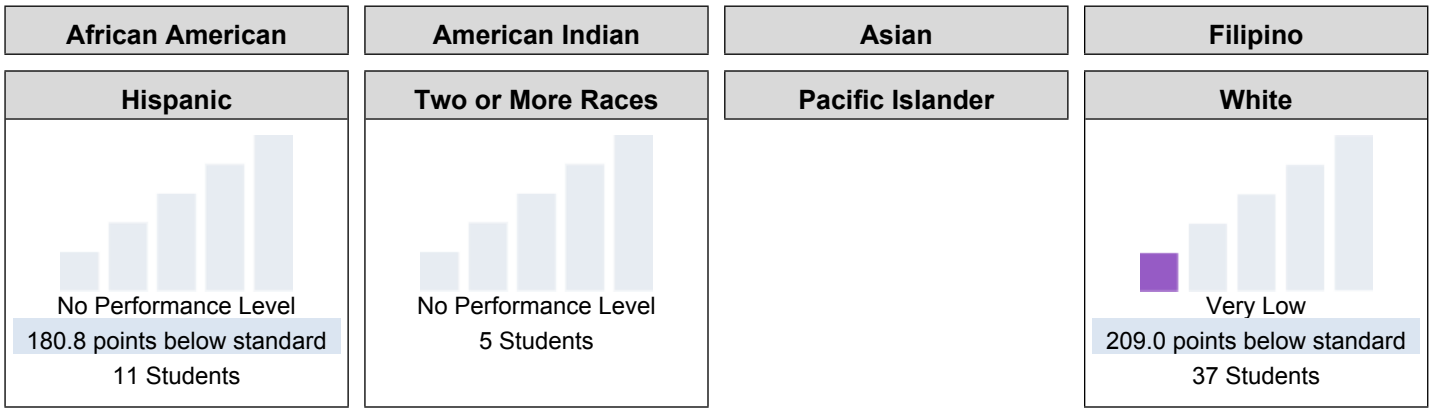 African American
American Indian
Asian
Filipino
Hispanic
No Performance Level
180.8 points below standard
11 Students
Two or More Races
No Performance Level
5 Students
Pacific Islander
White
Very Low
209.0 points below standard
37 Students